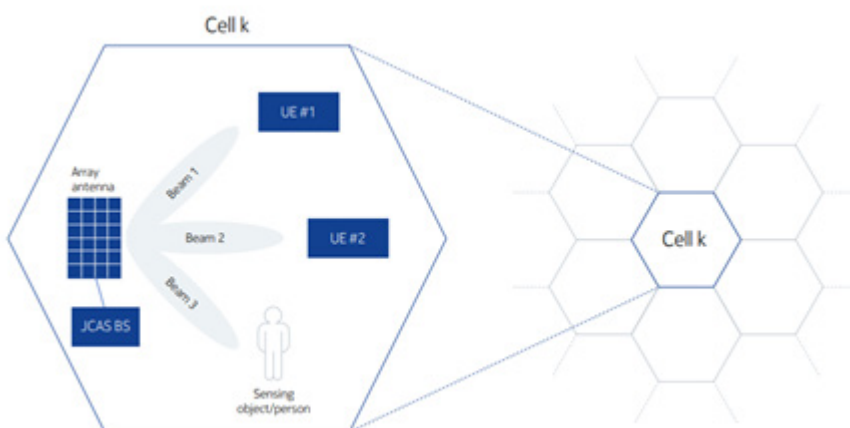 Cell k
UE #1
Array
antenna
Beam 1
Beam 2
UE #2
Beam 3
JCAS BS
Sensing
object/person
Cell k